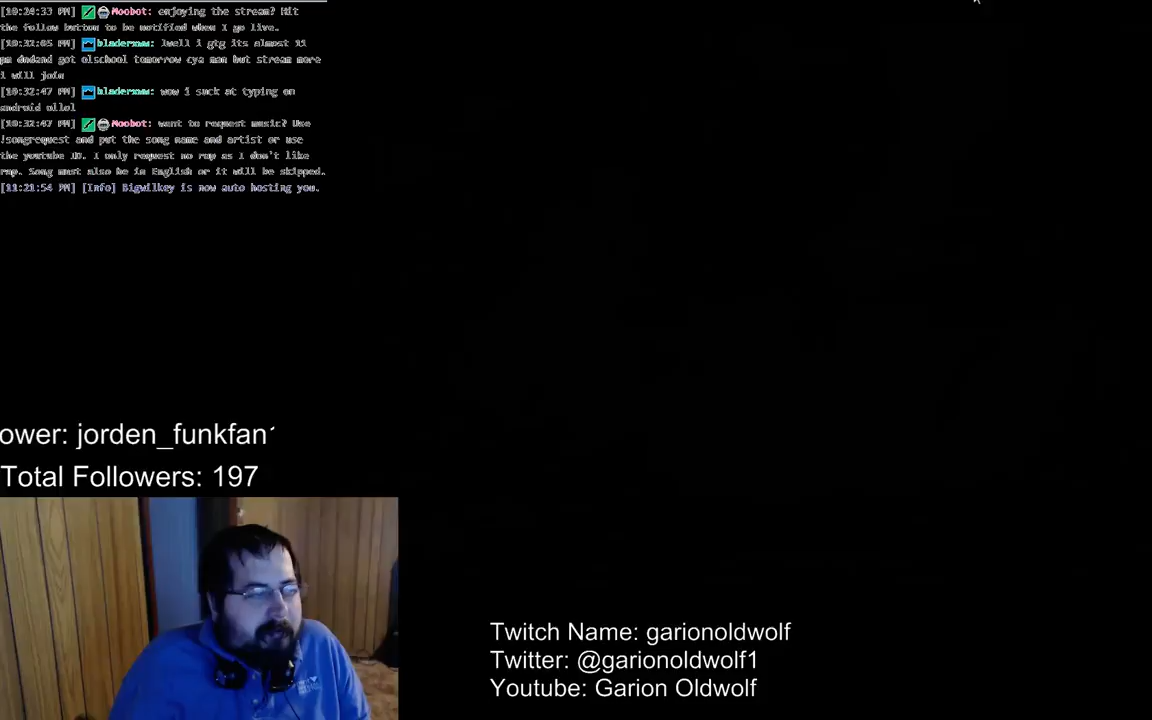 [10:20:33 PM] Moobot: enjoying the stream? Hit
the follow button to be notified when I go live.
[10:32:05 PM] bladerxww: lwell i gtg its almost 11
pm dndand got olschool tomorrow cya man but stream more
i will join
[10:32:47 PM] bladerxww: wow i suck at typing on
android ollol
[10:32:47 PM] Moobot: want to request music? Use
!songrequest and put the song name and artist or use
the youtube ID. I only request no rap as I don't like
rap. Song must also be in English or it will be skipped.
[11:21:54 PM] [Info] Bigwilkey is now auto hosting you.
ower: jorden_funkfan
Total Followers: 197
Twitch Name: garionoldwolf
Twitter: @garionoldwolf1
Youtube: Garion Oldwolf